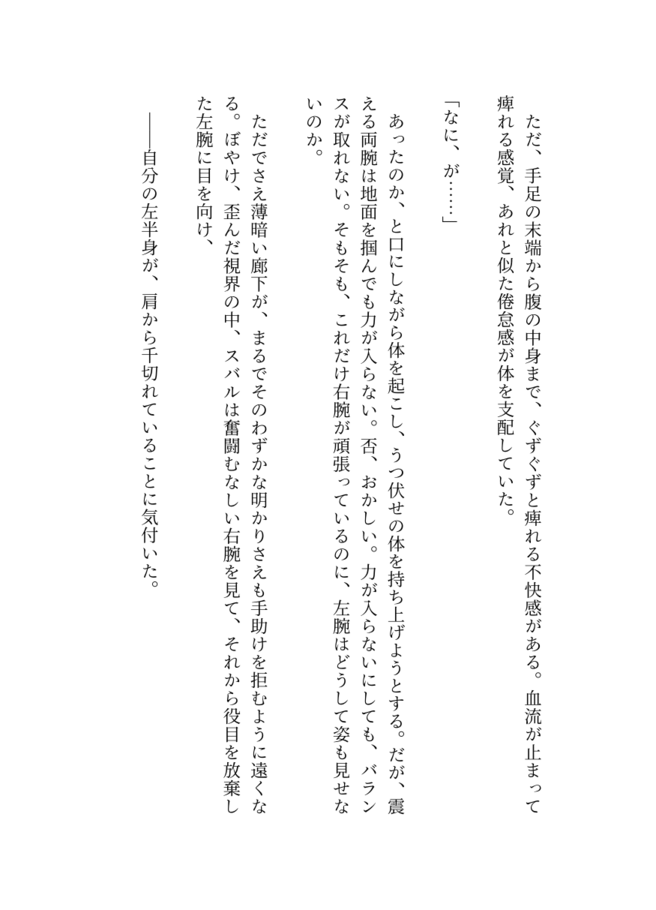 ただ、手足の末端から腹の中身まで、ぐずぐずと痺れる不快感がある。血流が止まって
痺れる感覚、あれと似た倦怠感が体を支配していた。
「なに、が……」
あったのか、と口にしながら体を起こし、うつ伏せの体を持ち上げようとする。だが、震
える両腕は地面を掴んでも力が入らない。否、おかしい。力が入らないにしても、バラン
スが取れない。そもそも、これだけ右腕が頑張っているのに、左腕はどうして姿も見せな
いのか。
ただでさえ薄暗い廊下が、まるでそのわずかな明かりさえも手助けを拒むように遠くな
る。ぼやけ、歪んだ視界の中、スバルは奮闘むなしい右腕を見て、それから役目を放棄し
た左腕に目を向け、
――自分の左半身が、肩から千切れていることに気付いた。